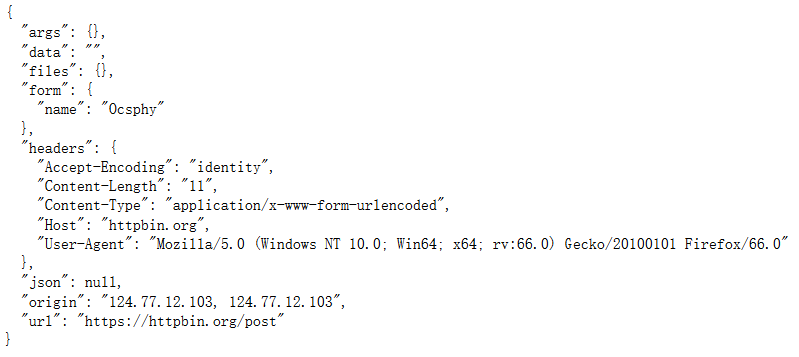 {
  "args": {},
  "data": "",
  "files": {},
  "form": {
    "name": "Ocsphy"
  },
  "headers": {
    "Accept-Encoding": "identity",
    "Content-Length": "11",
    "Content-Type": "application/x-www-form-urlencoded",
    "Host": "httpbin.org",
    "User-Agent": "Mozilla/5.0 (Windows NT 10.0; Win64; x64; rv:66.0) Gecko/20100101 Firefox/66.0"
  },
  "json": null,
  "origin": "124.77.12.103, 124.77.12.103",
  "url": "https://httpbin.org/post"
}